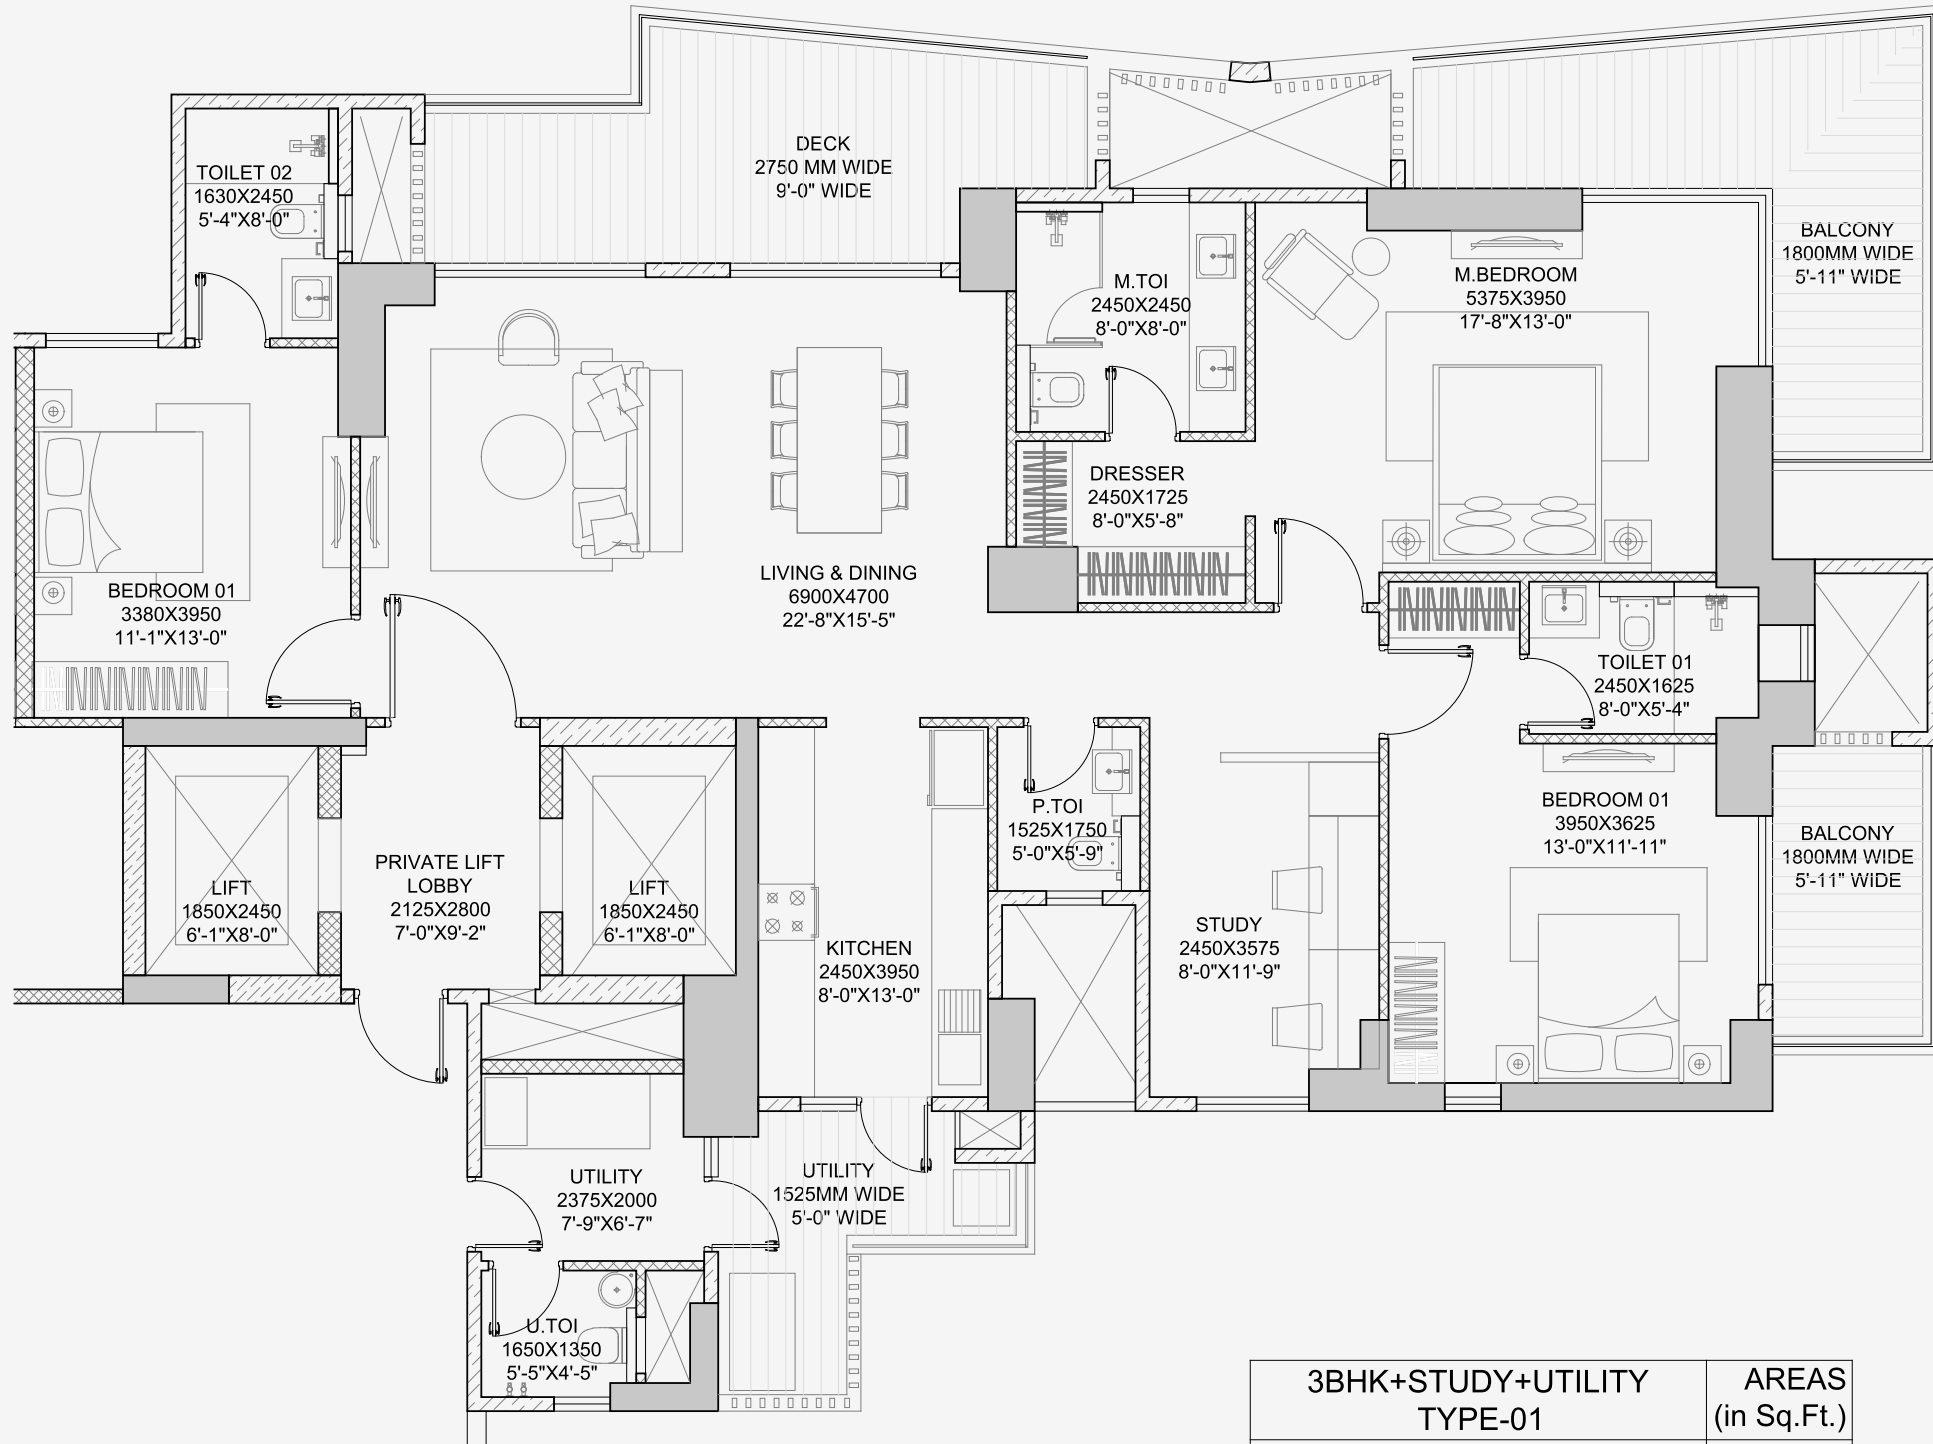 DECK
2750 MM WIDE
9'-0" WIDE
TOILET 02
1630X2450
5'-4"X8'-0"
BALCONY
1800MM WIDE
5'-11" WIDE
M.TOI
2450X2450
8'-0"X8'-0"
M.BEDROOM
5375X3950
17'-8"X13'-0"
DRESSER
2450X1725
8'-0"X5'-8"
BEDROOM 01
3380X3950
11'-1"X13'-0"
LIVING & DINING
6900X4700
22'-8"X15'-5"
TOILET 01
2450X1625
8'-0"X5'-4"
P.TOI
1525X1750
5'-0"X5'-9"
BEDROOM 01
3950X3625
13'-0"X11'-11"
BALCONY
1800MM WIDE
5'-11" WIDE
LIFT
1850X2450
6'-1"X8'-0"
PRIVATE LIFT
LOBBY
2125X2800
7'-0"X9'-2"
LIFT
1850X2450
6'-1"X8'-0"
KITCHEN
2450X3950
8'-0"X13'-0"
STUDY
2450X3575
8'-0"X11'-9"
UTILITY
2375X2000
7'-9"X6'-7"
UTILITY
1525MM WIDE
5'-0" WIDE
U.TOI
1650X1350
5'-5"X4'-5"
3BHK+STUDY+UTILITY
TYPE-01
AREAS
(in Sq.Ft.)